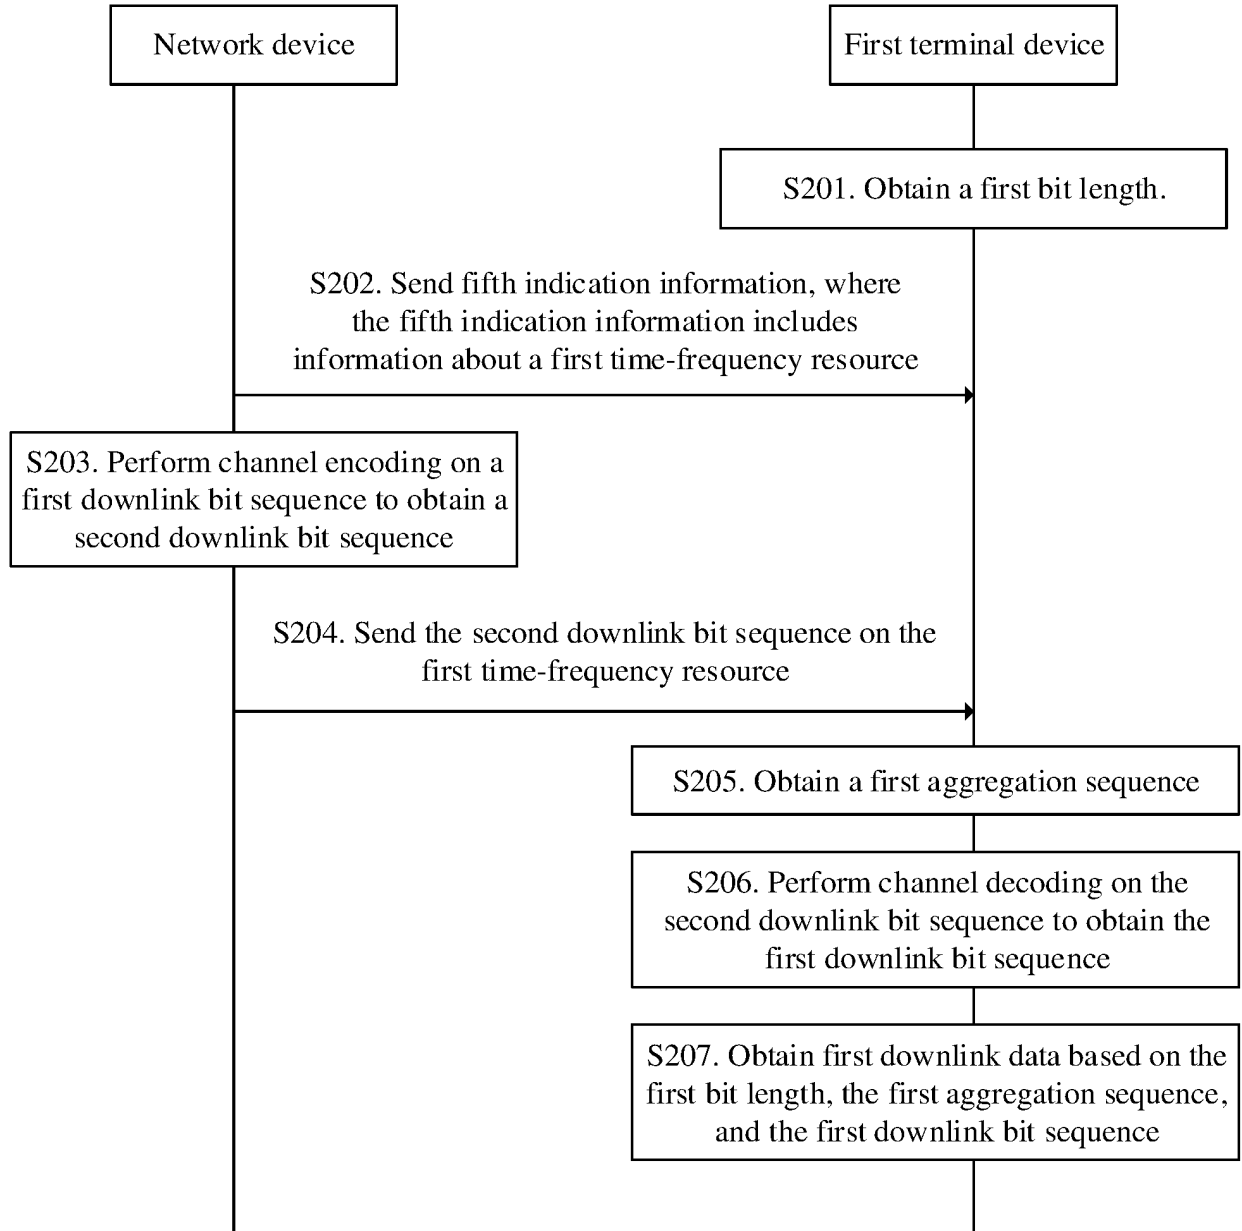 Network device
First terminal device
S201. Obtain a first bit length.
S202. Send fifth indication information, where
the fifth indication information includes
information about a first time-frequency resource
S203. Perform channel encoding on a
first downlink bit sequence to obtain a
second downlink bit sequence
S204. Send the second downlink bit sequence on the
first time-frequency resource
S205. Obtain a first aggregation sequence
S206. Perform channel decoding on the
second downlink bit sequence to obtain the
first downlink bit sequence
S207. Obtain first downlink data based on the
first bit length, the first aggregation sequence,
and the first downlink bit sequence